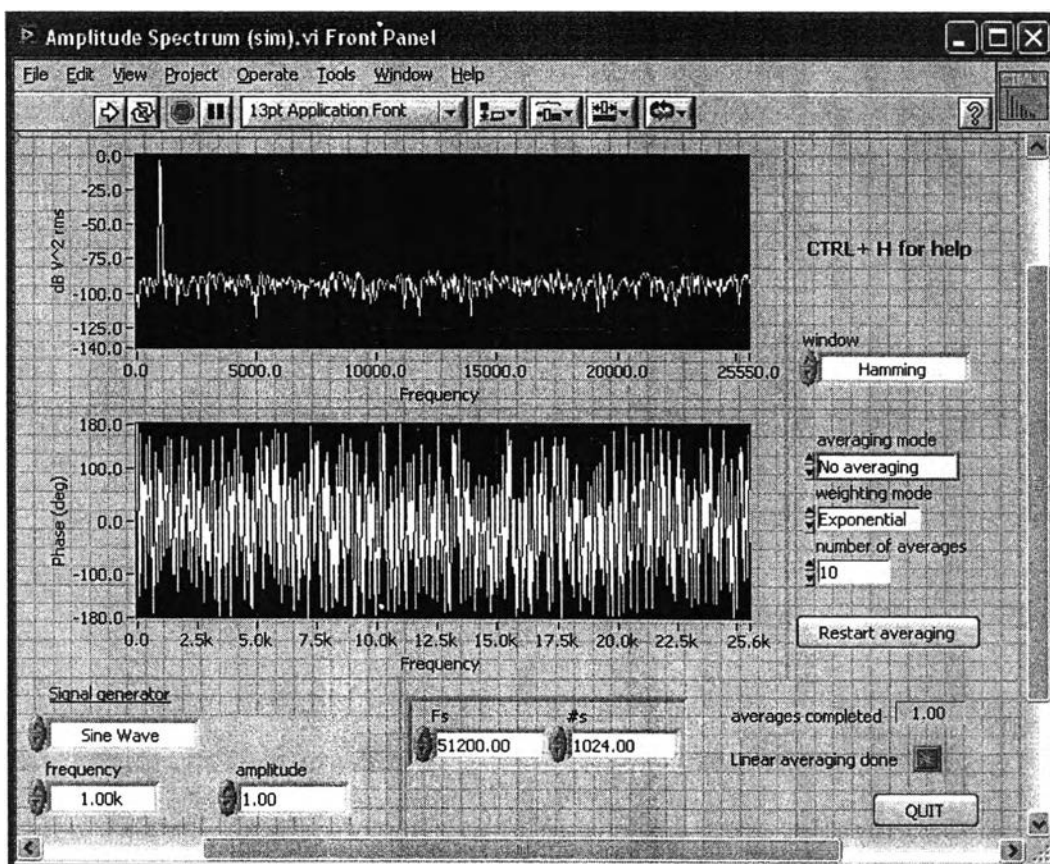 Amplitude Spectrum (sim).vi Front Panel
File Edit View Project Operate Tools Window Help
13pt Application Font
?
0.0
-25.0
-50.0
-75.0
-100.0
-125.0
-140.0
dB V^2 rms
0.0 5000.0 10000.0 15000.0 20000.0 25550.0
Frequency
CTRL+ H for help
window
Hamming
180.0
100.0
0.0
-100.0
-180.0
Phase (deg)
0.0 2.5k 5.0k 7.5k 10.0k 12.5k 15.0k 17.5k 20.0k 22.5k 25.6k
Frequency
averaging mode
No averaging
weighting mode
Exponential
number of averages
10
Restart averaging
Signal generator
Sine Wave
frequency
1.00k
amplitude
1.00
Fs
51200.00
#s
1024.00
averages completed 1.00
Linear averaging done
QUIT